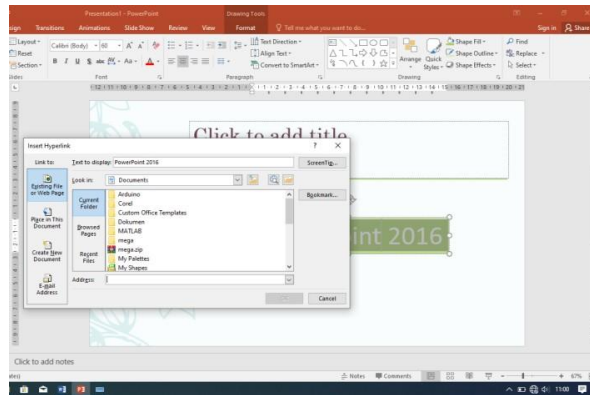 Presentation1 - PowerPoint
Drawing Tools
sign Transitions Animations Slide Show Review View Format Tell me what you want to do...
Sign in Share
Layout
Reset
Section
Calibri (Body) 60
B I U S abc AV Aa A
Text Direction
Align Text
Convert to SmartArt
Arrange
Quick
Styles
Shape Fill
Shape Outline
Shape Effects
Find
Replace
Select
Slides Font Paragraph Drawing Editing
Click to add title
int 2016
Insert Hyperlink ? X
Link to:
Text to display: PowerPoint 2016
ScreenTip...
Existing File
or Web Page
Place in This
Document
Create New
Document
E-mail
Address
Look in: Documents
Current
Folder
Browsed
Pages
Recent
Files
Arduino
Corel
Custom Office Templates
Dokumen
MATLAB
mega
mega.zip
My Palettes
My Shapes
Bookmark...
Address:
Cancel
Click to add notes
Notes Comments 67%
1100